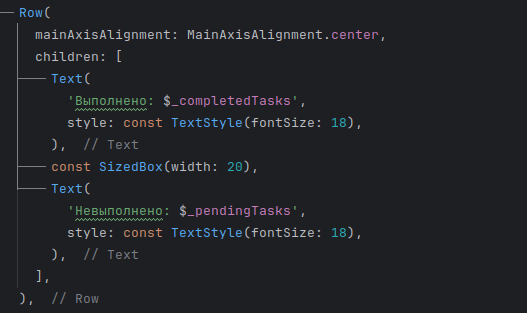 Row(
mainAxisAlignment: MainAxisAlignment.center,
children: [
Text(
'Выполнено: $_completedTasks',
style: const TextStyle(fontSize: 18),
), // Text
const SizedBox(width: 20),
Text(
'Невыполнено: $_pendingTasks',
style: const TextStyle(fontSize: 18),
), // Text
],
), // Row